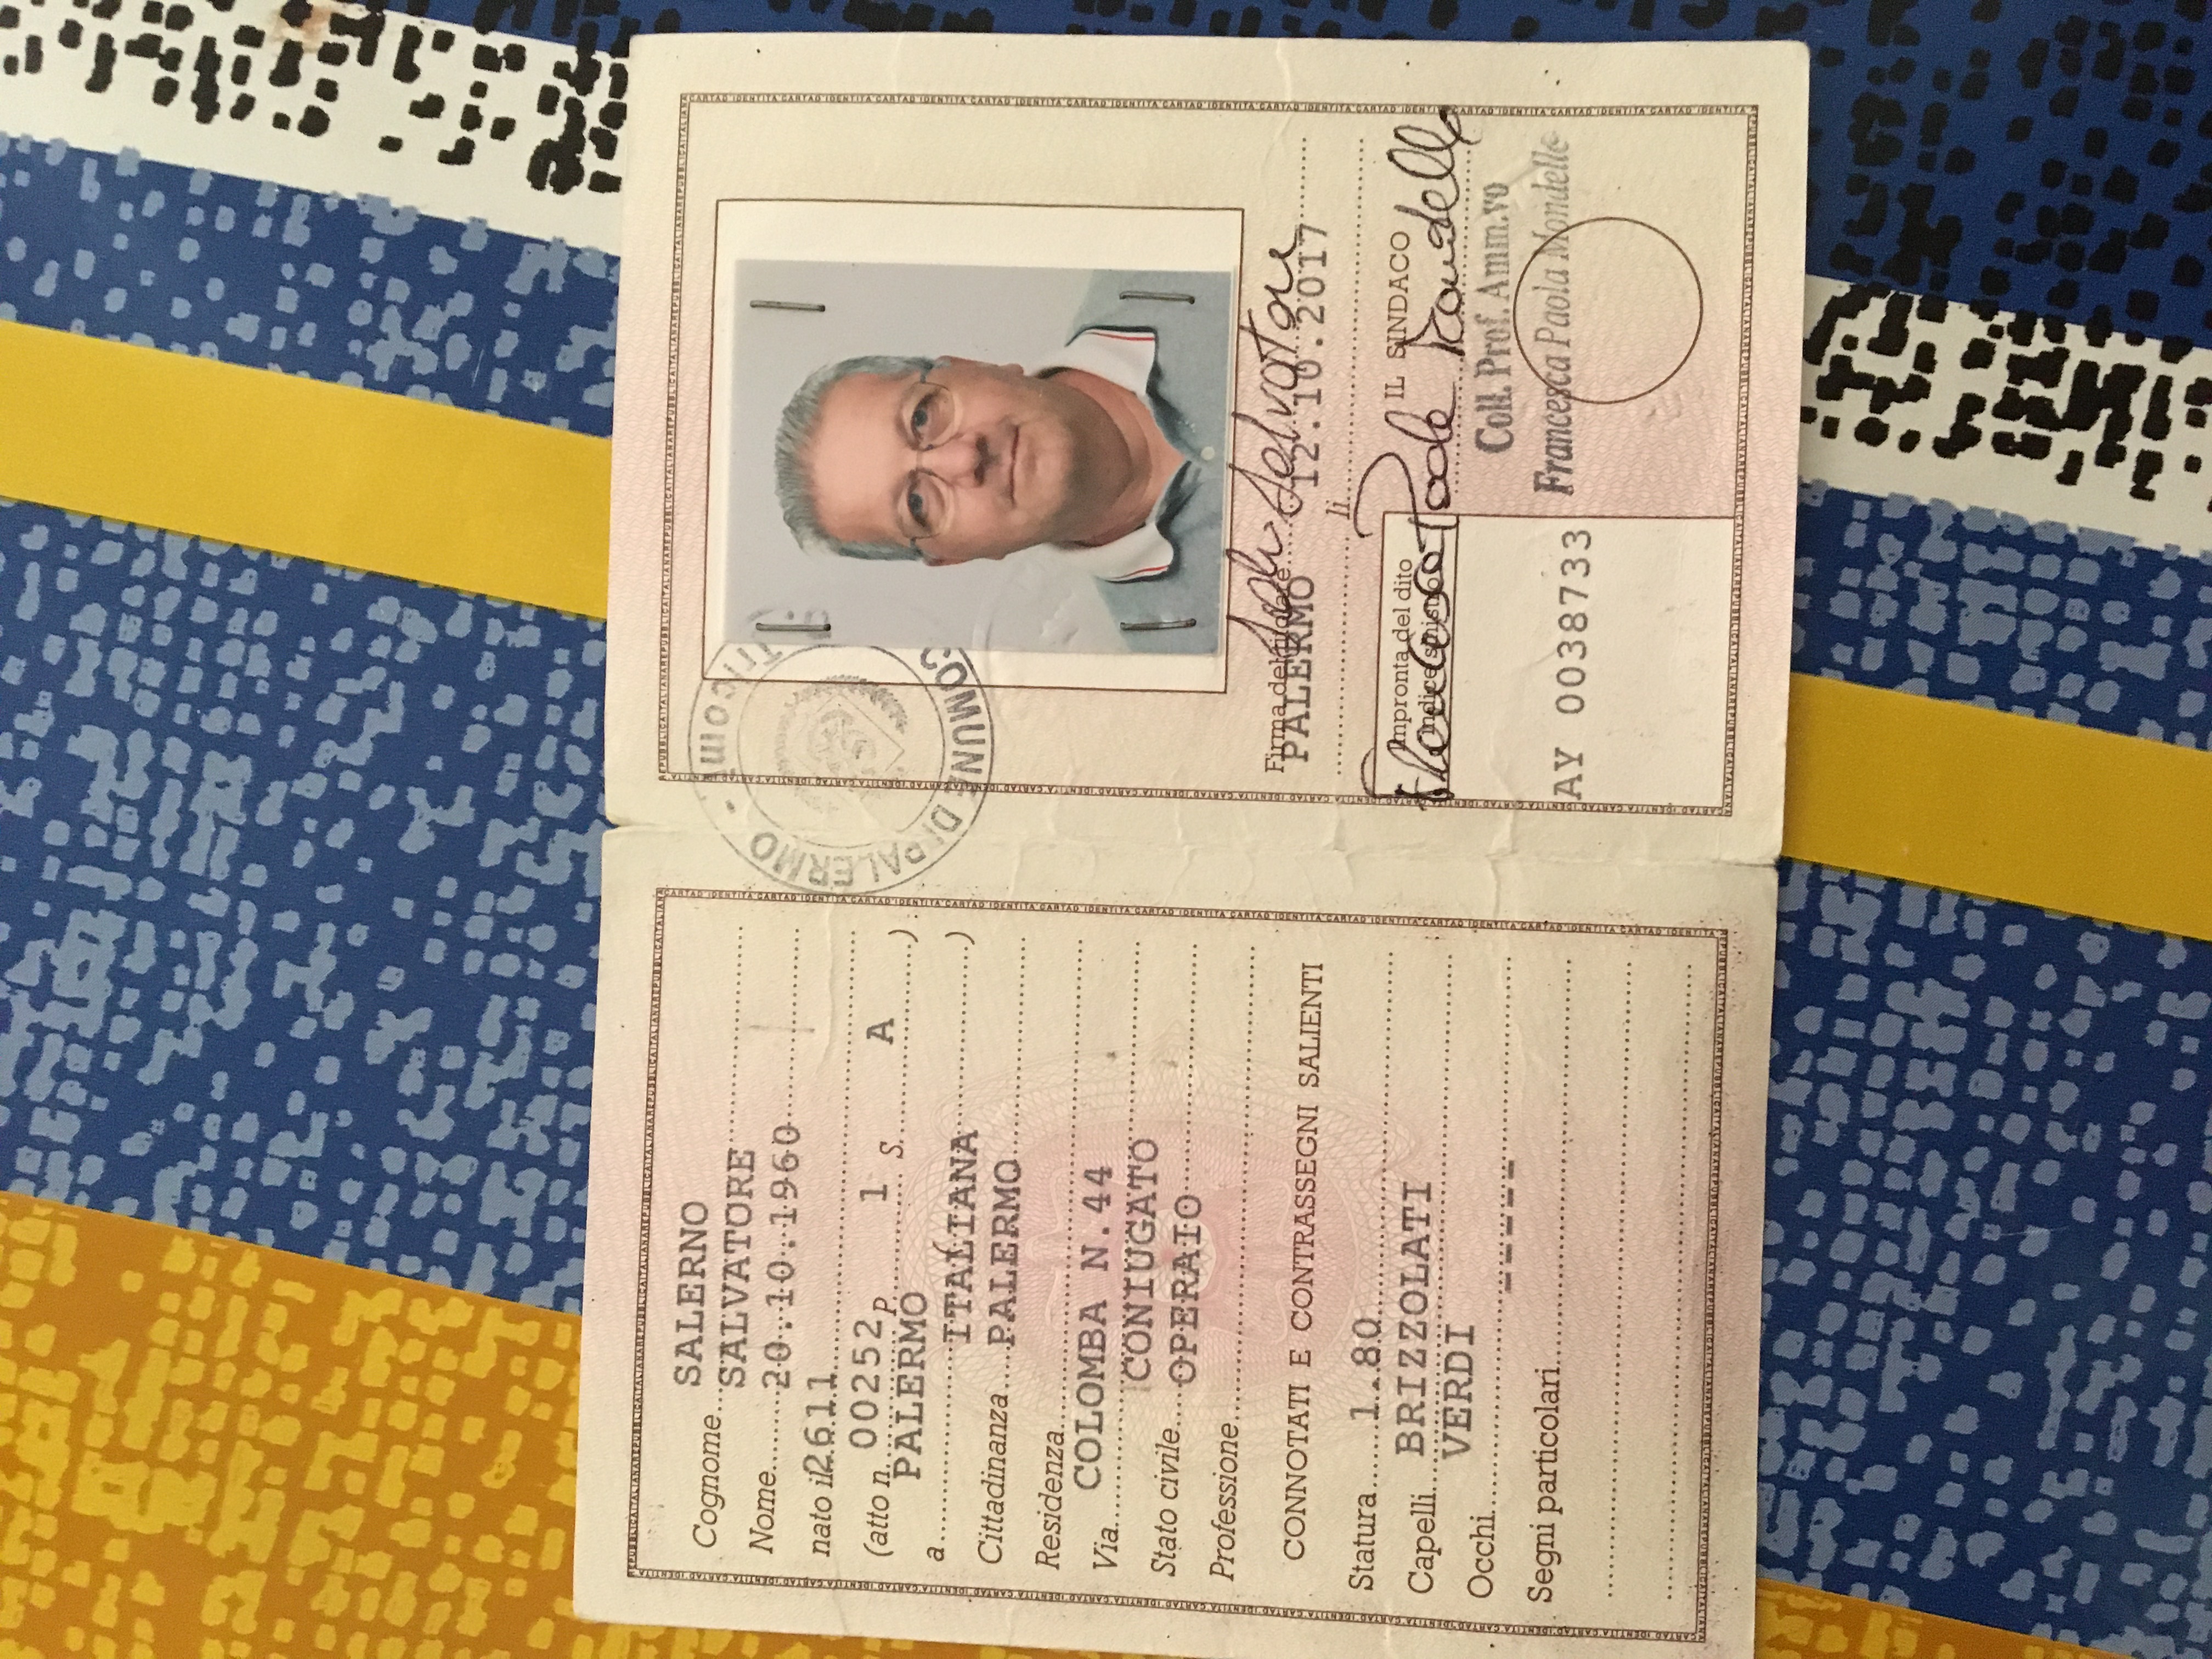 Cognome SALERNO
Nome SALVATORE
nato il 20.10.1960
(atto n. 2611 P. 1 S. A)
00252
a PALERMO ( )
Cittadinanza ITALIANA
Residenza PALERMO
Via COLOMBA N.44
Stato civile CONIUGATO
Professione OPERAIO
CONNOTATI E CONTRASSEGNI SALIENTI
Statura 1.80
Capelli BRIZZOLATI
Occhi VERDI
Segni particolari -----
COMUNE DI PALERMO
Firma del titolare Salvatore
PALERMO li 12.10.2017
Impronta del dito
indice sinistro
IL SINDACO
Francesca Paola Mondello
Coll. Prof. Amm.vo
Francesca Paola Mondello
AY 0038733